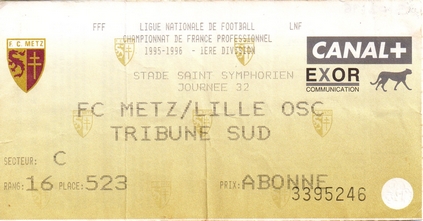 FFF LIGUE NATIONALE DE FOOTBALL LNF
CHAMPIONNAT DE FRANCE PROFESSIONNEL
1995-1996 - 1ERE DIVISION
F C METZ
CANAL+
EXOR
COMMUNICATION
STADE SAINT SYMPHORIEN
JOURNEE 32
FC METZ/LILLE OSC
TRIBUNE SUD
SECTEUR: C
RANG: 16 PLACE: 523 PRIX: ABONNE
3395246